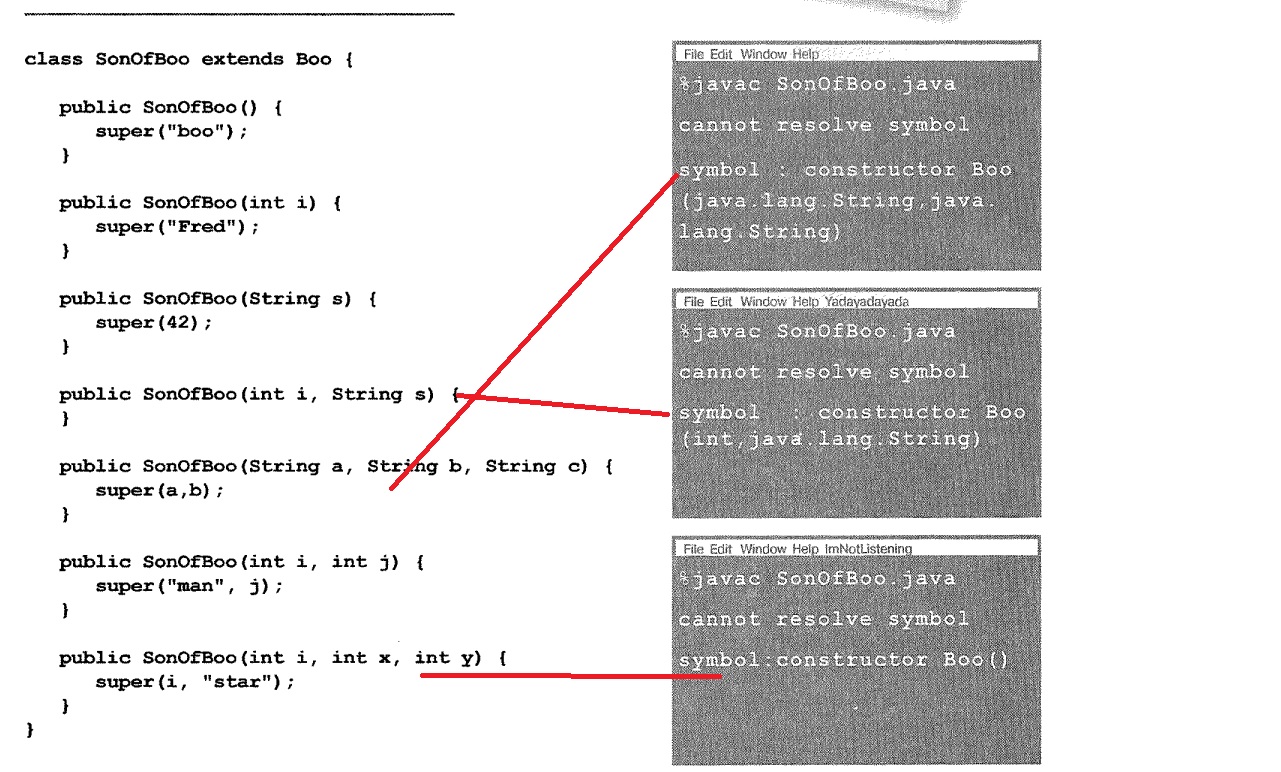 class SonOfBoo extends Boo {
public SonOfBoo() {
super("boo");
}
public SonOfBoo(int i) {
super("Fred");
}
public SonOfBoo(String s) {
super(42);
}
public SonOfBoo(int i, String s) {
}
public SonOfBoo(String a, String b, String c) {
super(a,b);
}
public SonOfBoo(int i, int j) {
super("man", j);
}
public SonOfBoo(int i, int x, int y) {
super(i, "star");
}
}
File Edit Window Help
%javac SonOfBoo.java
cannot resolve symbol
symbol : constructor Boo
(java.lang.String,java.
lang.String)
File Edit Window Help Yadayadayada
%javac SonOfBoo.java
cannot resolve symbol
symbol : constructor Boo
(int,java.lang.String)
File Edit Window Help ImNotListening
%javac SonOfBoo.java
cannot resolve symbol
symbol:constructor Boo()